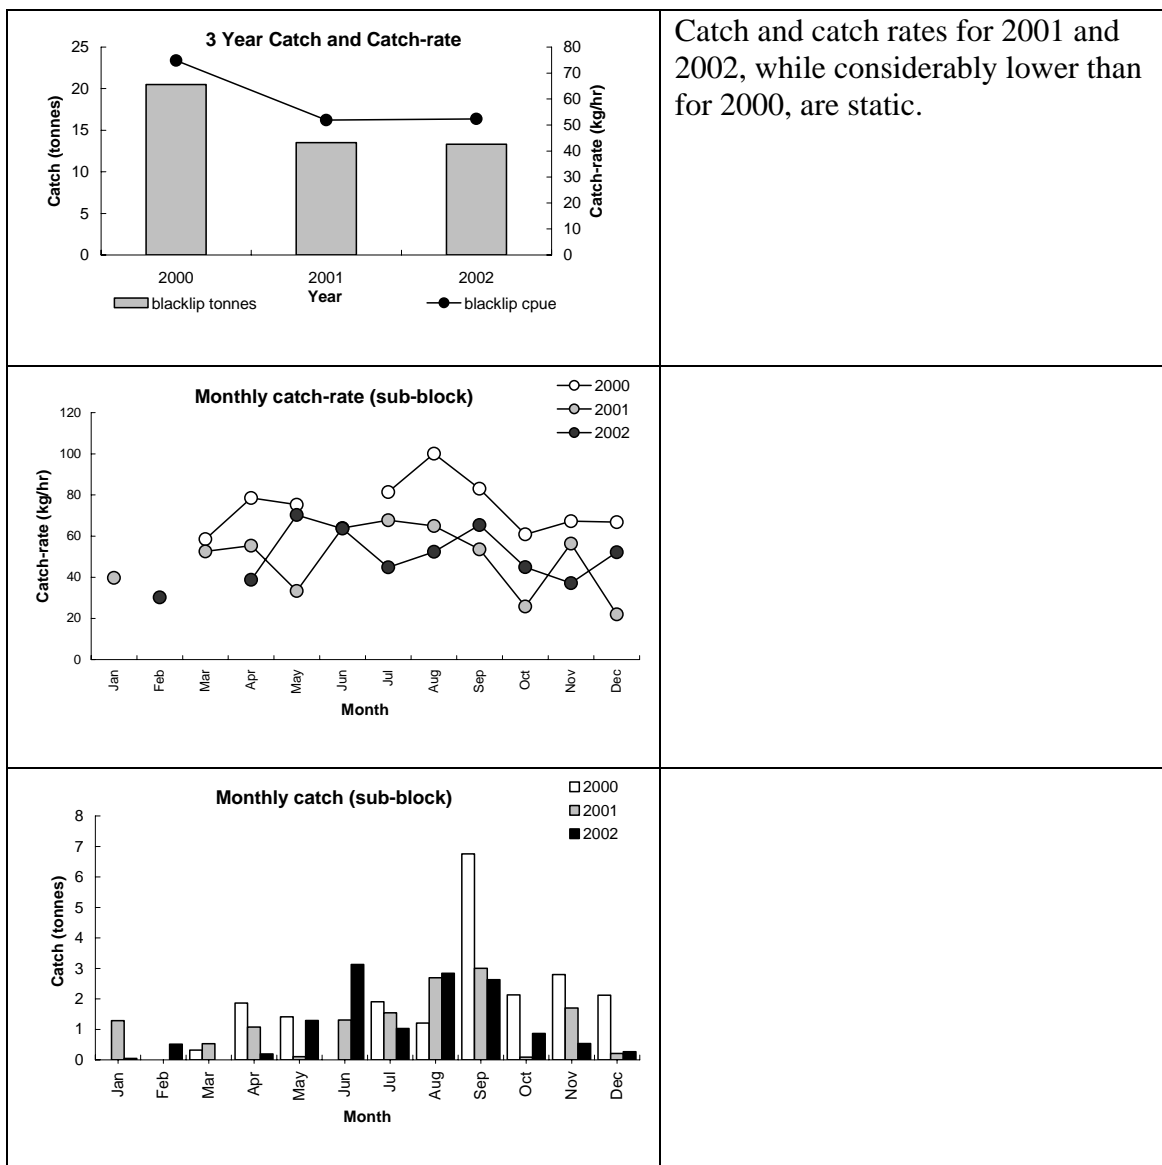 3 Year Catch and Catch-rate
25
20
15
10
5
0
Catch (tonnes)
80
70
60
50
40
30
20
10
0
Catch-rate (kg/hr)
2000
2001
2002
Year
blacklip tonnes
blacklip cpue
Catch and catch rates for 2001 and
2002, while considerably lower than
for 2000, are static.
Monthly catch-rate (sub-block)
2000
2001
2002
120
100
80
60
40
20
0
Catch-rate (kg/hr)
Jan
Feb
Mar
Apr
May
Jun
Jul
Aug
Sep
Oct
Nov
Dec
Month
Monthly catch (sub-block)
2000
2001
2002
8
7
6
5
4
3
2
1
0
Catch (tonnes)
Jan
Feb
Mar
Apr
May
Jun
Jul
Aug
Sep
Oct
Nov
Dec
Month